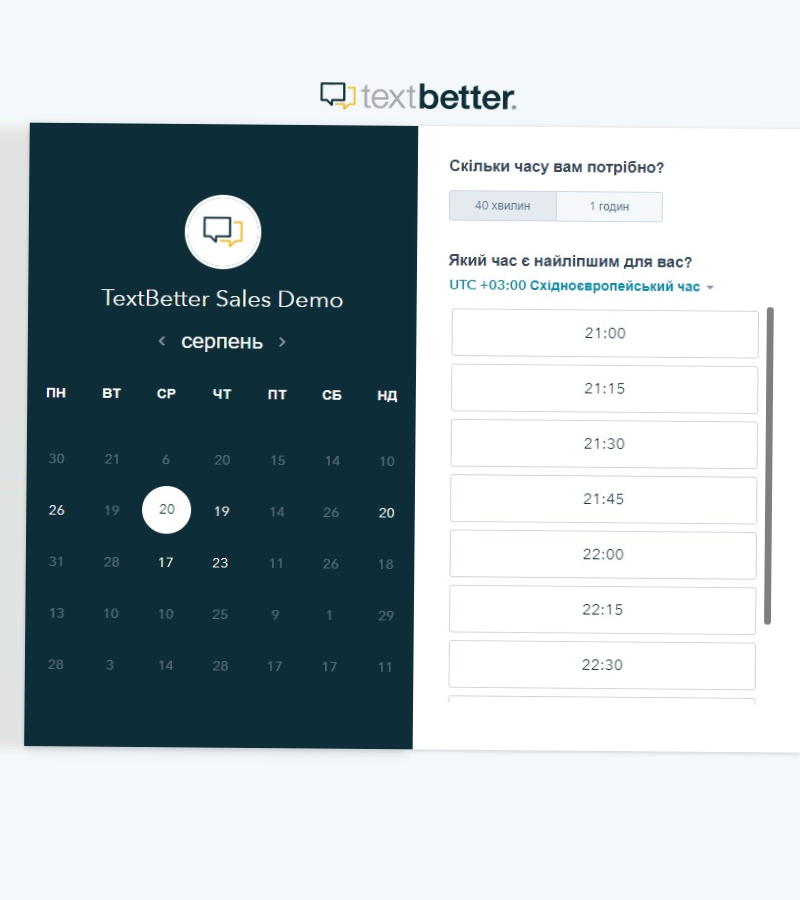 textbetter.
TextBetter Sales Demo
серпень
ПН ВТ СР ЧТ ПТ СБ НД
30 21 6 20 15 14 10
26 19 20 19 14 26 20
31 28 17 23 11 26 18
13 10 10 25 9 1 29
28 3 14 28 17 17 11
Скільки часу вам потрібно?
40 хвилин 1 годин
Який час є найліпшим для вас?
UTC +03:00 Східноєвропейський час
21:00
21:15
21:30
21:45
22:00
22:15
22:30